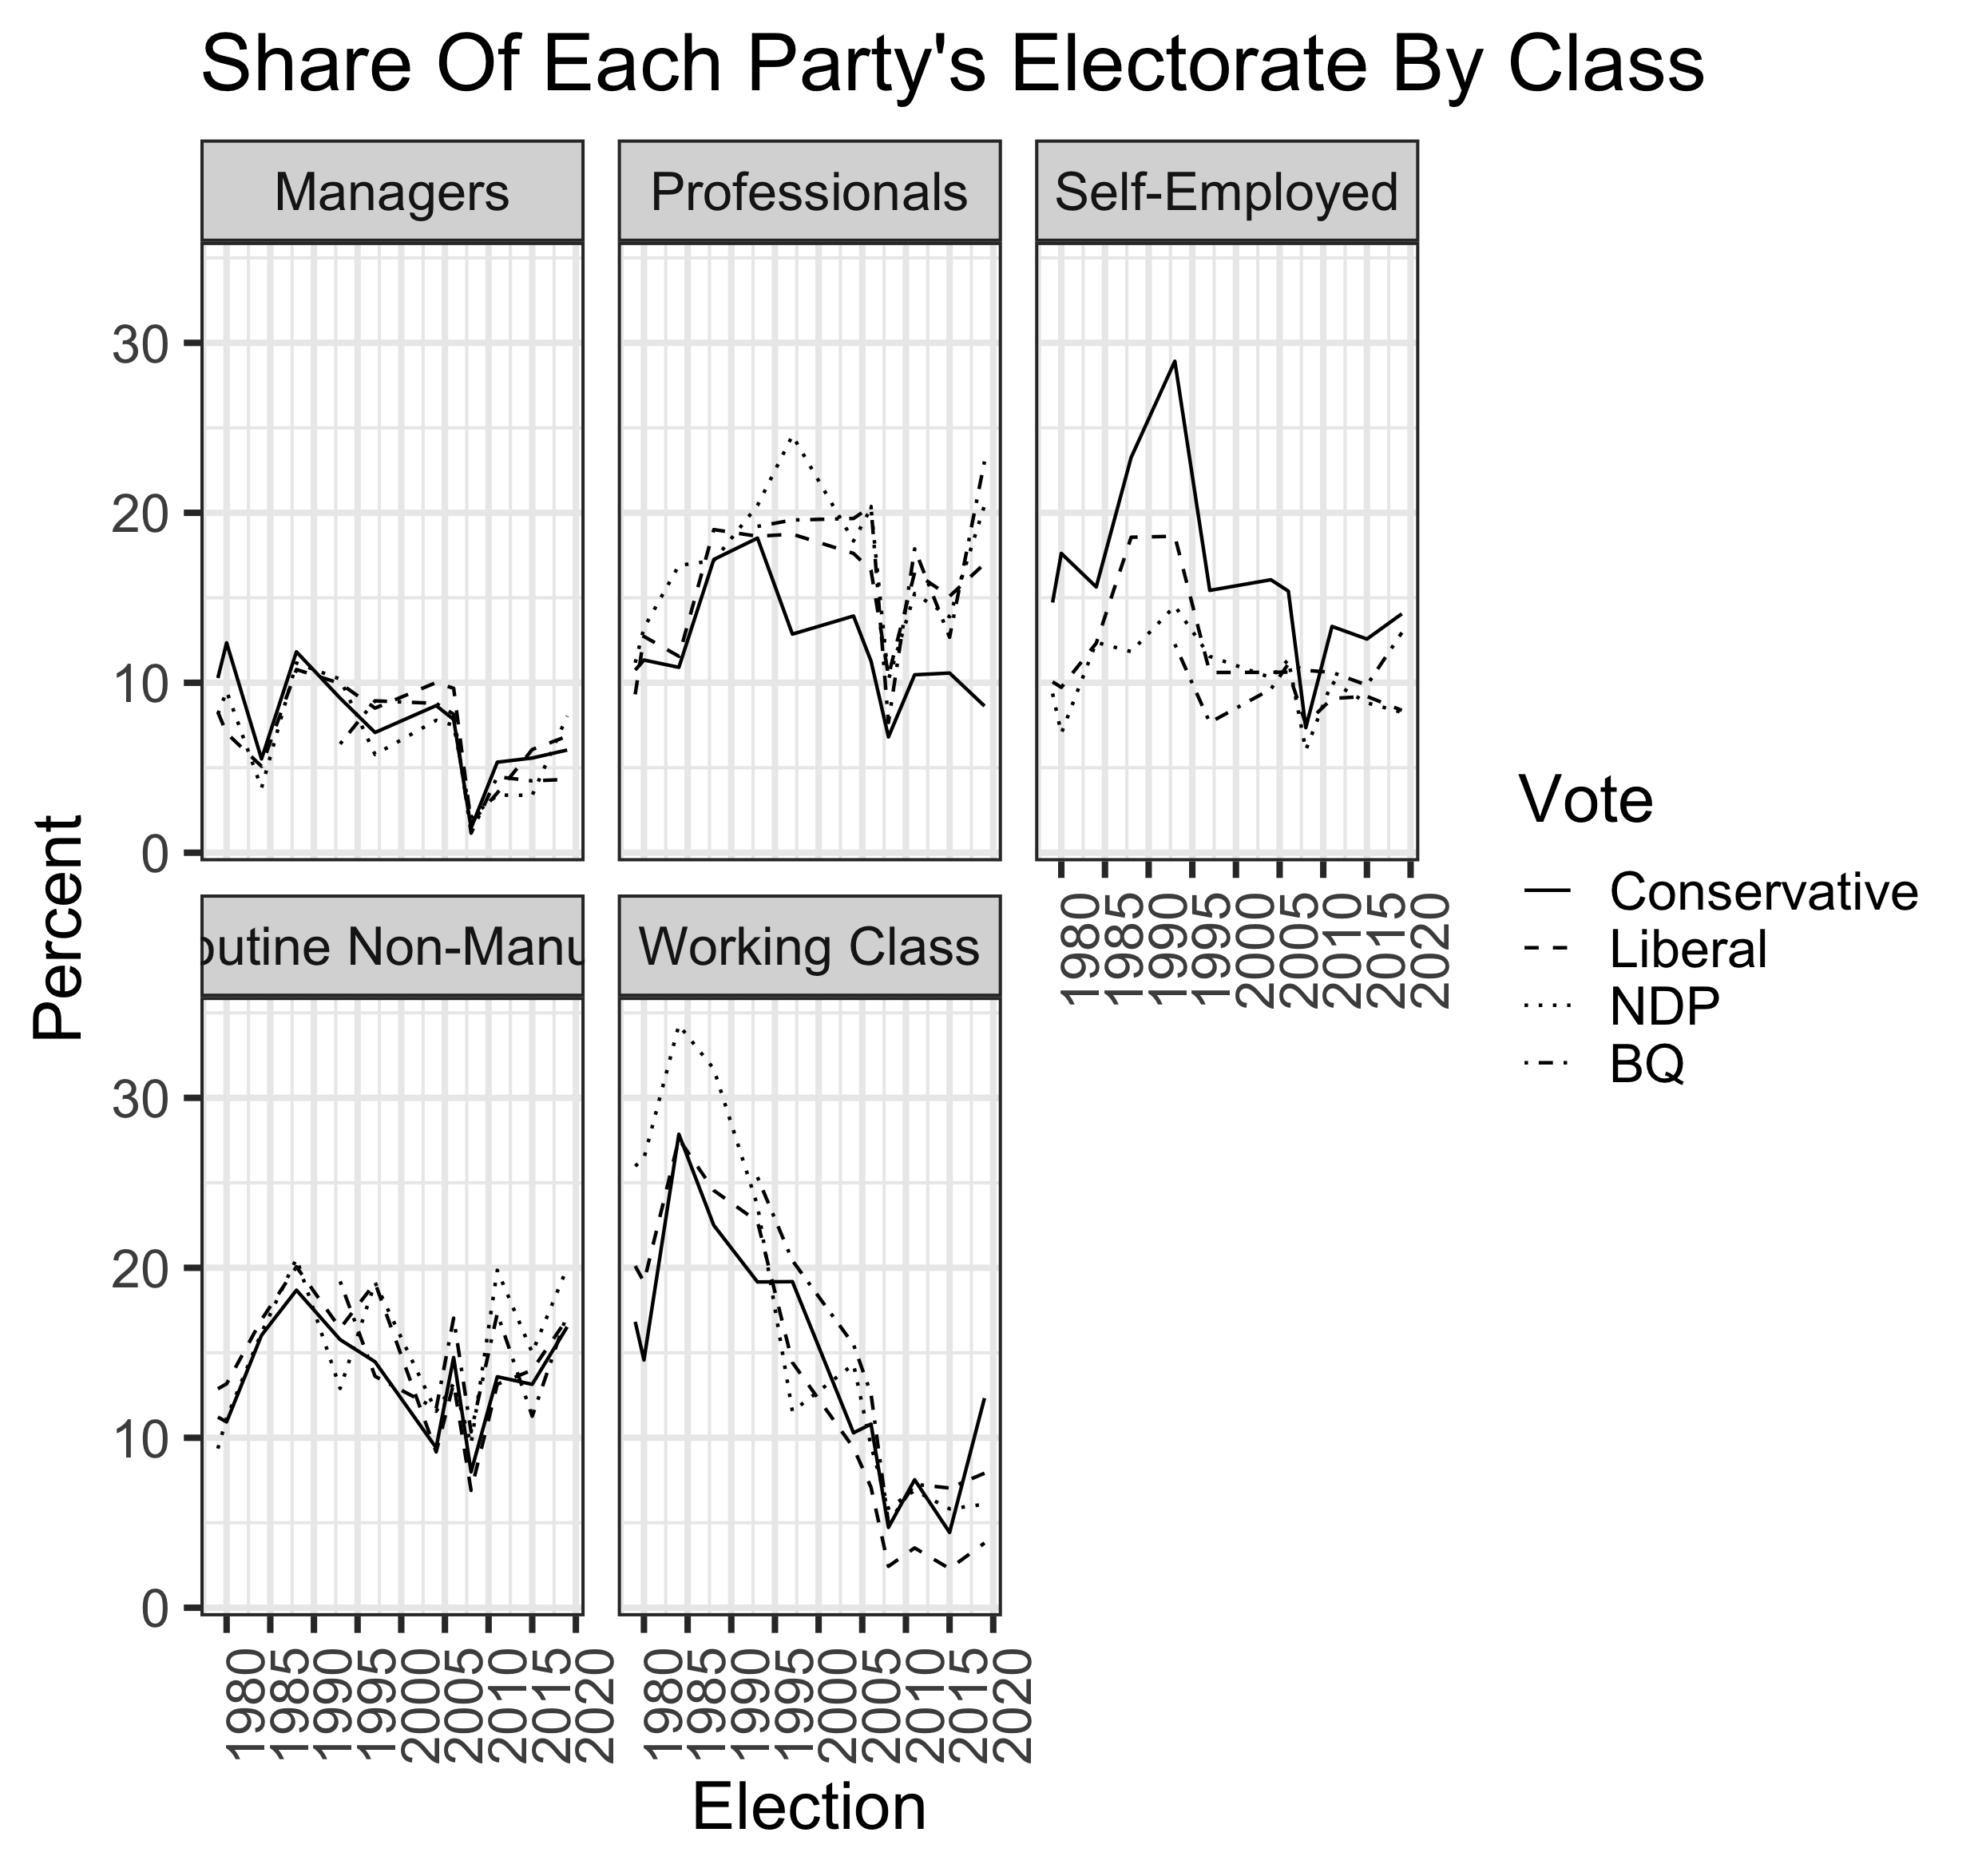 Share Of Each Party's Electorate By Class
Managers
Professionals
Self-Employed
30
20
10
0
1980
1985
1990
1995
2000
2005
2010
2015
2020
outine Non-Manu
Working Class
30
20
10
0
1980
1985
1990
1995
2000
2005
2010
2015
2020
1980
1985
1990
1995
2000
2005
2010
2015
2020
Percent
Election
Vote
Conservative
Liberal
NDP
BQ